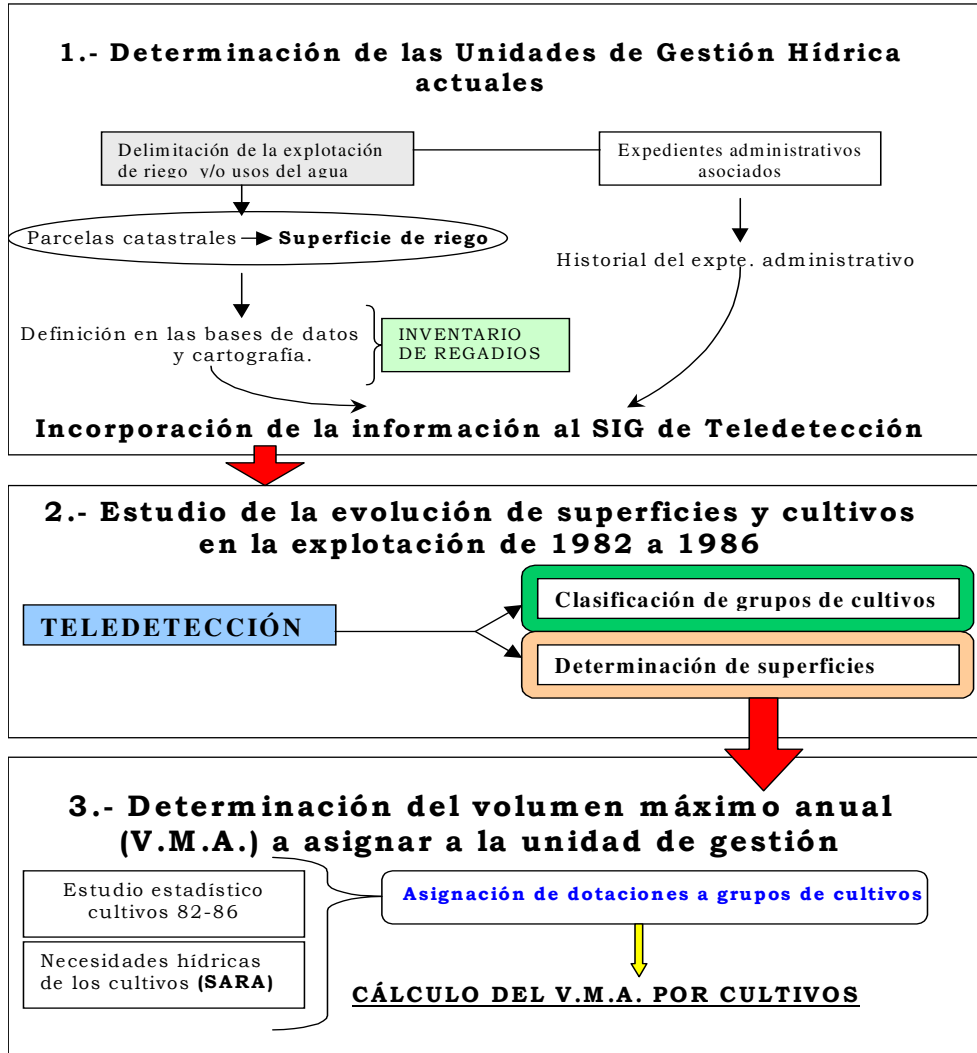 1.- Determinación de las Unidades de Gestión Hídrica
actuales
Delimitación de la explotación
de riego y/o usos del agua
Expedientes administrativos
asociados
Parcelas catastrales
Superficie de riego
Historial del expte. administrativo
Definición en las bases de datos
y cartografía.
INVENTARIO
DE REGADIOS
Incorporación de la información al SIG de Teledetección
2.- Estudio de la evolución de superficies y cultivos
en la explotación de 1982 a 1986
TELEDETECCIÓN
Clasificación de grupos de cultivos
Determinación de superficies
3.- Determinación del volumen máximo anual
(V.M.A.) a asignar a la unidad de gestión
Estudio estadístico
cultivos 82-86
Asignación de dotaciones a grupos de cultivos
Necesidades hídricas
de los cultivos (SARA)
CÁLCULO DEL V.M.A. POR CULTIVOS